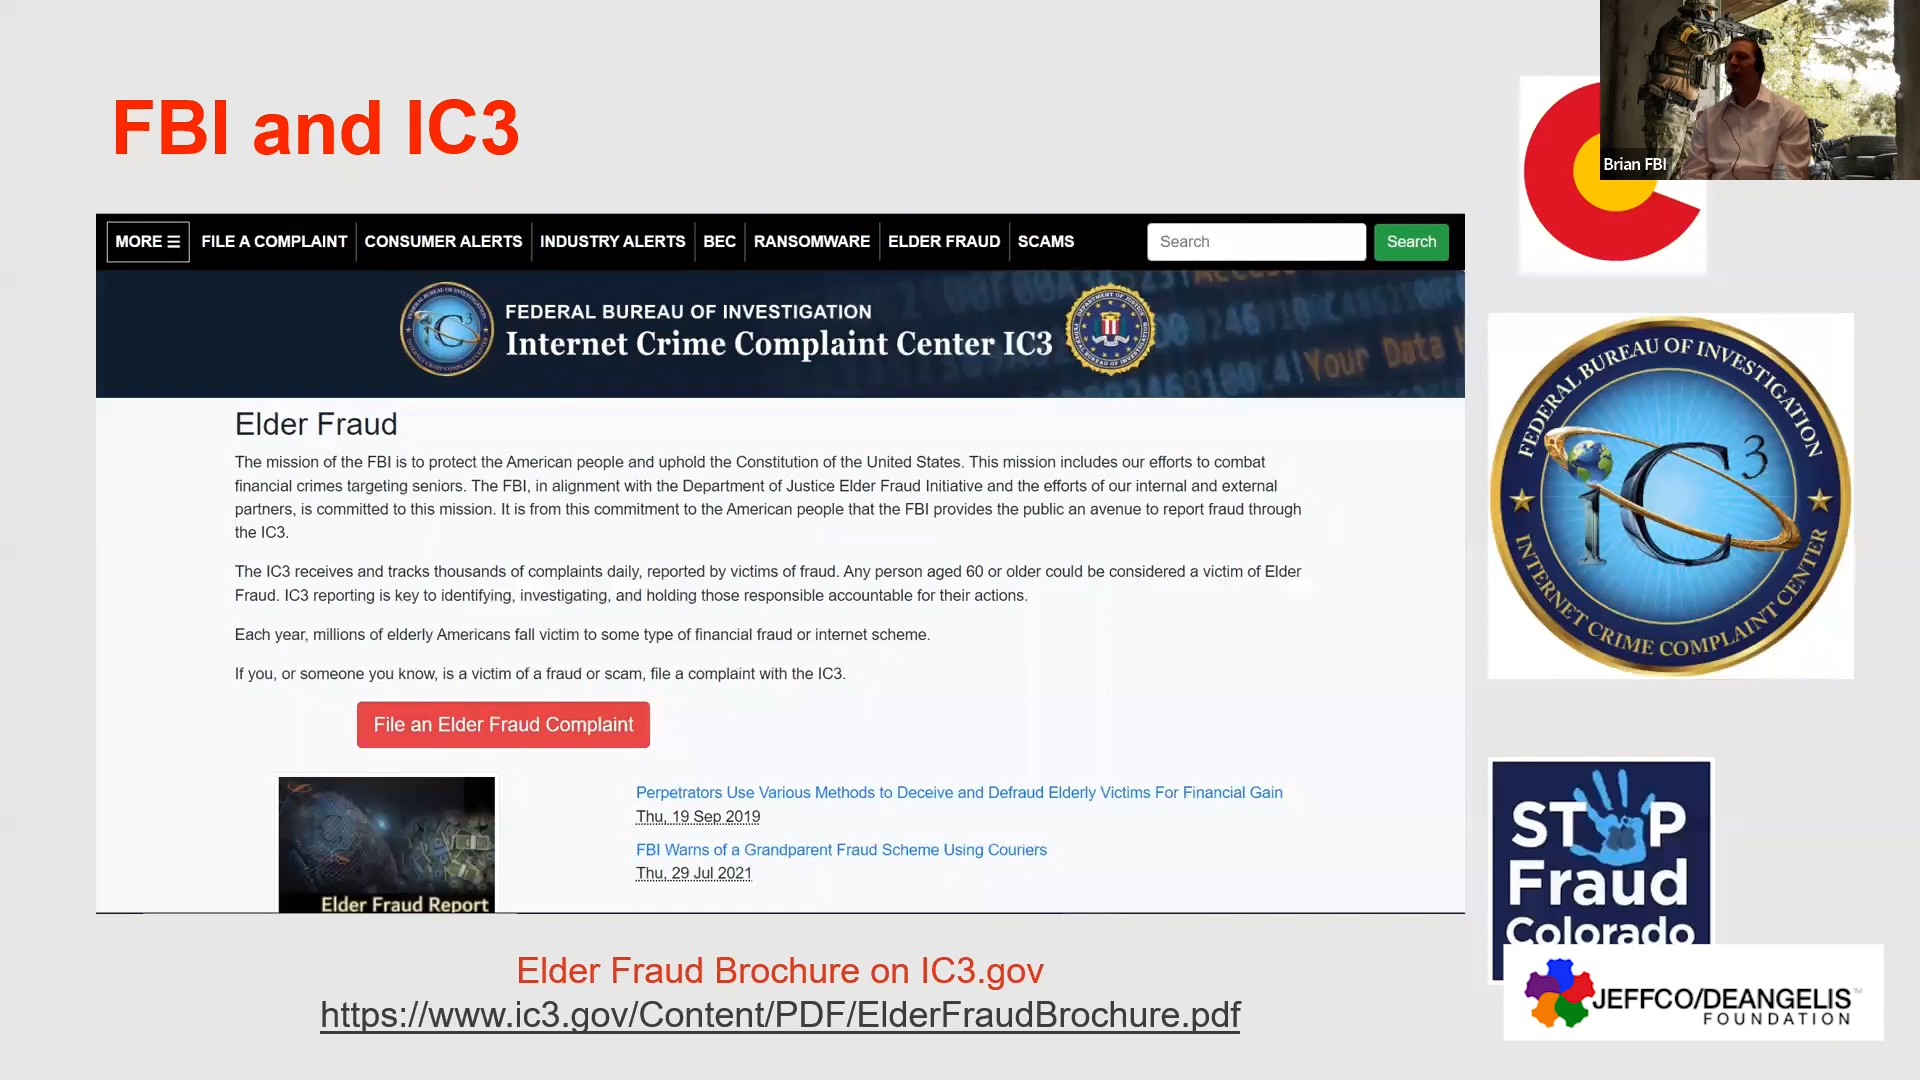 FBI and IC3
Brian FBI
MORE ☰
FILE A COMPLAINT
CONSUMER ALERTS
INDUSTRY ALERTS
BEC
RANSOMWARE
ELDER FRAUD
SCAMS
Search
Search
FEDERAL BUREAU OF INVESTIGATION
Internet Crime Complaint Center IC3
Your Data
Elder Fraud
The mission of the FBI is to protect the American people and uphold the Constitution of the United States. This mission includes our efforts to combat
financial crimes targeting seniors. The FBI, in alignment with the Department of Justice Elder Fraud Initiative and the efforts of our internal and external
partners, is committed to this mission. It is from this commitment to the American people that the FBI provides the public an avenue to report fraud through
the IC3.
The IC3 receives and tracks thousands of complaints daily, reported by victims of fraud. Any person aged 60 or older could be considered a victim of Elder
Fraud. IC3 reporting is key to identifying, investigating, and holding those responsible accountable for their actions.
Each year, millions of elderly Americans fall victim to some type of financial fraud or internet scheme.
If you, or someone you know, is a victim of a fraud or scam, file a complaint with the IC3.
File an Elder Fraud Complaint
Elder Fraud Report
Perpetrators Use Various Methods to Deceive and Defraud Elderly Victims For Financial Gain
Thu, 19 Sep 2019
FBI Warns of a Grandparent Fraud Scheme Using Couriers
Thu, 29 Jul 2021
Elder Fraud Brochure on IC3.gov
https://www.ic3.gov/Content/PDF/ElderFraudBrochure.pdf
FEDERAL BUREAU OF INVESTIGATION
iC3
INTERNET CRIME COMPLAINT CENTER
STOP
Fraud
Colorado
JEFFCO/DEANGELIS™
FOUNDATION